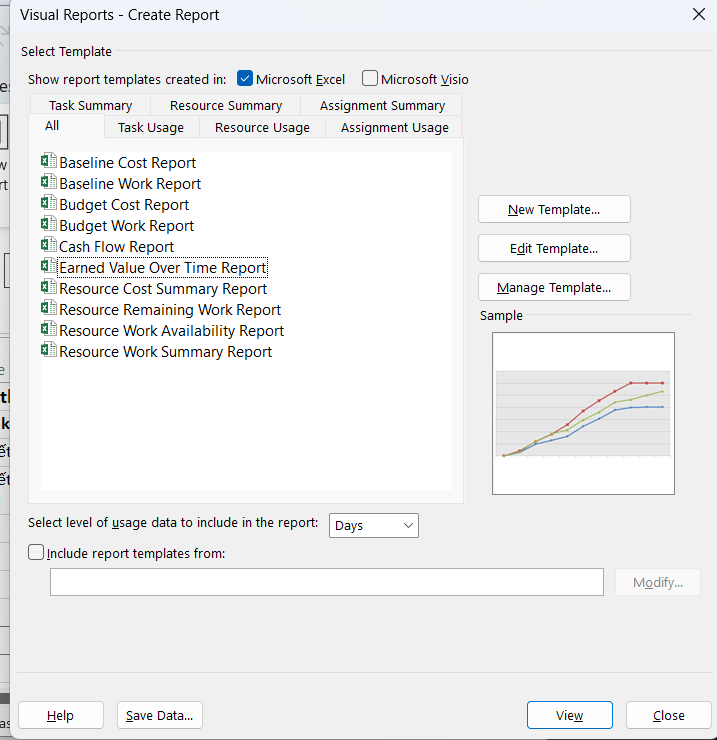 Visual Reports - Create Report
Select Template
Show report templates created in: Microsoft Excel Microsoft Visio
Task Summary Resource Summary Assignment Summary
All Task Usage Resource Usage Assignment Usage
Baseline Cost Report
Baseline Work Report
Budget Cost Report
Budget Work Report
Cash Flow Report
Earned Value Over Time Report
Resource Cost Summary Report
Resource Remaining Work Report
Resource Work Availability Report
Resource Work Summary Report
New Template...
Edit Template...
Manage Template...
Sample
Select level of usage data to include in the report: Days
Include report templates from:
Modify...
Help Save Data... View Close